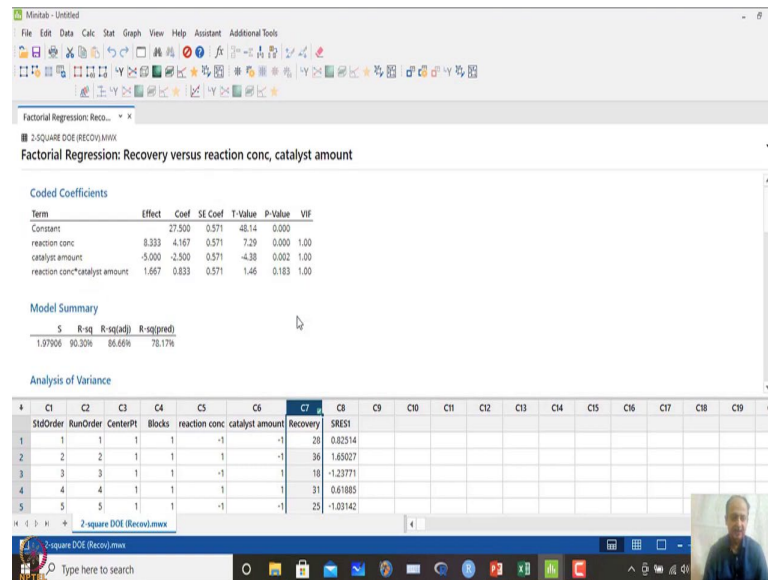 Minitab - Untitled
File Edit Data Calc Stat Graph View Help Assistant Additional Tools
Factorial Regression: Reco...
2-SQUARE DOE (RECOV).MWX
Factorial Regression: Recovery versus reaction conc, catalyst amount
Coded Coefficients
Term Effect Coef SE Coef T-Value P-Value VIF
Constant 27.500 0.571 48.14 0.000
reaction conc 8.333 4.167 0.571 7.29 0.000 1.00
catalyst amount -5.000 -2.500 0.571 -4.38 0.002 1.00
reaction conc*catalyst amount 1.667 0.833 0.571 1.46 0.183 1.00
Model Summary
S R-sq R-sq(adj) R-sq(pred)
1.97906 90.30% 86.66% 78.17%
Analysis of Variance
C1 C2 C3 C4 C5 C6 C7 C8 C9 C10 C11 C12 C13 C14 C15 C16 C17 C18 C19
StdOrder RunOrder CenterPt Blocks reaction conc catalyst amount Recovery SRES1
1 1 1 1 1 -1 -1 28 0.82514
2 2 2 1 1 1 -1 36 1.65027
3 3 3 1 1 -1 1 18 -1.23771
4 4 4 1 1 1 1 31 0.61885
5 5 5 1 1 -1 -1 25 -1.03142
2-square DOE (Recov).mwx
2-square DOE (Recov).mwx
Type here to search
NPTEL